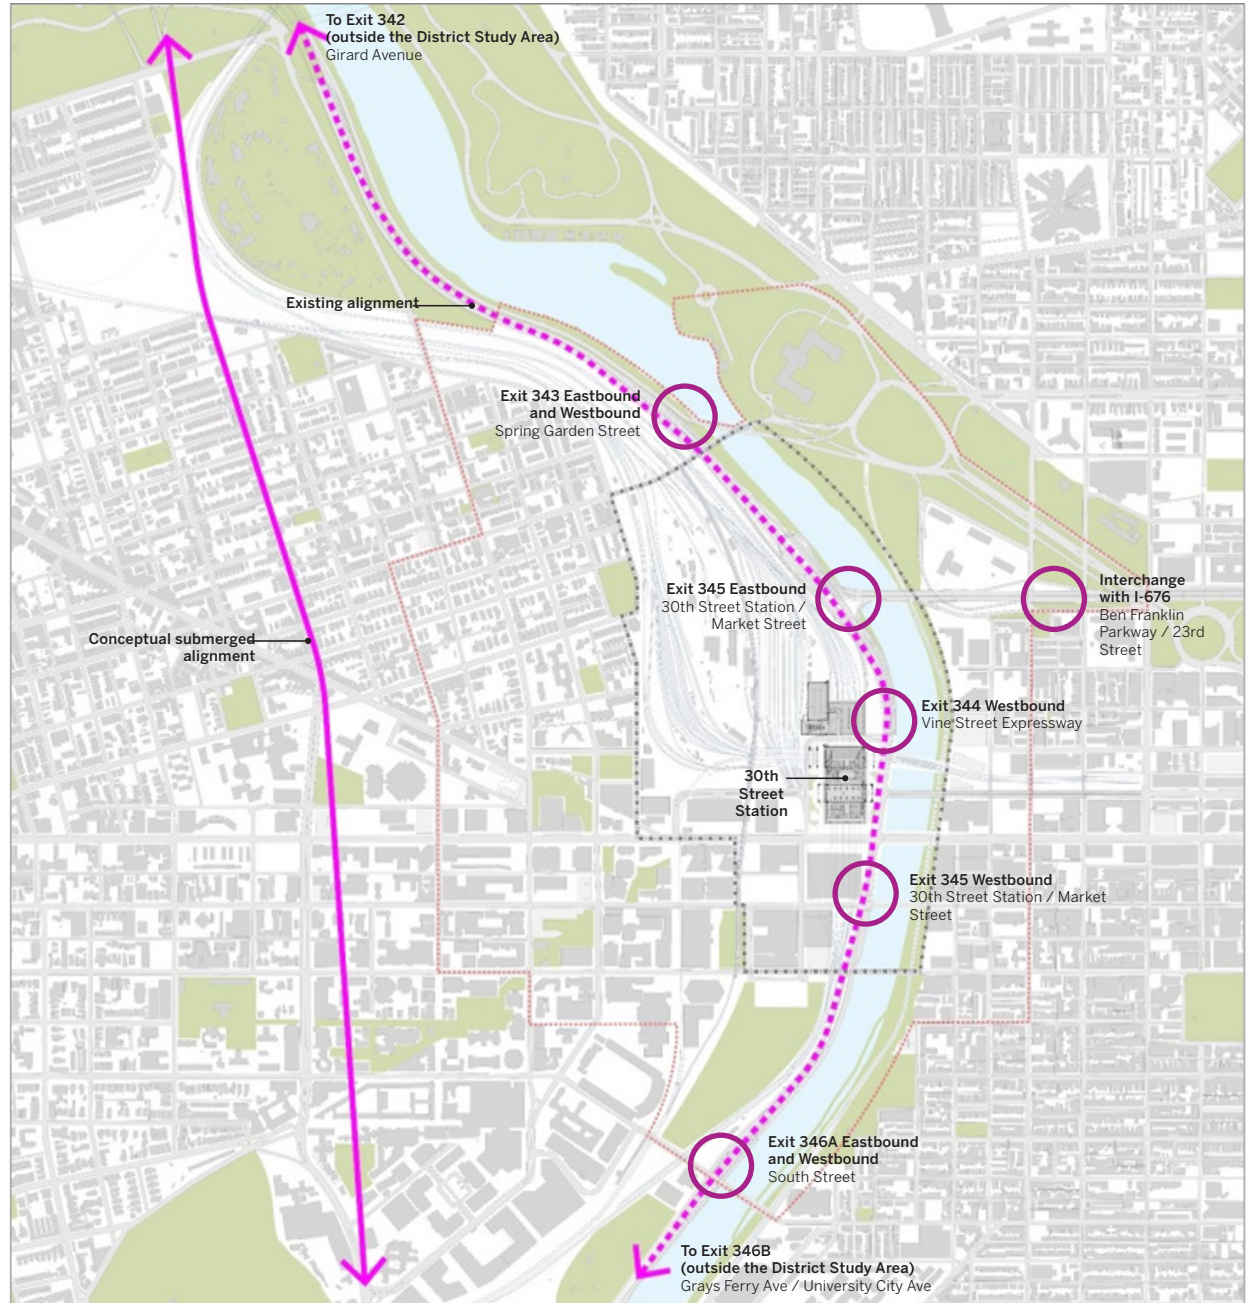 To Exit 342
(outside the District Study Area)
Girard Avenue
Existing alignment
Exit 343 Eastbound
and Westbound
Spring Garden Street
Exit 345 Eastbound
30th Street Station /
Market Street
Interchange
with I-676
Ben Franklin
Parkway / 23rd
Street
Conceptual submerged
alignment
Exit 344 Westbound
Vine Street Expressway
30th
Street
Station
Exit 345 Westbound
30th Street Station / Market
Street
Exit 346A Eastbound
and Westbound
South Street
To Exit 346B
(outside the District Study Area)
Grays Ferry Ave / University City Ave